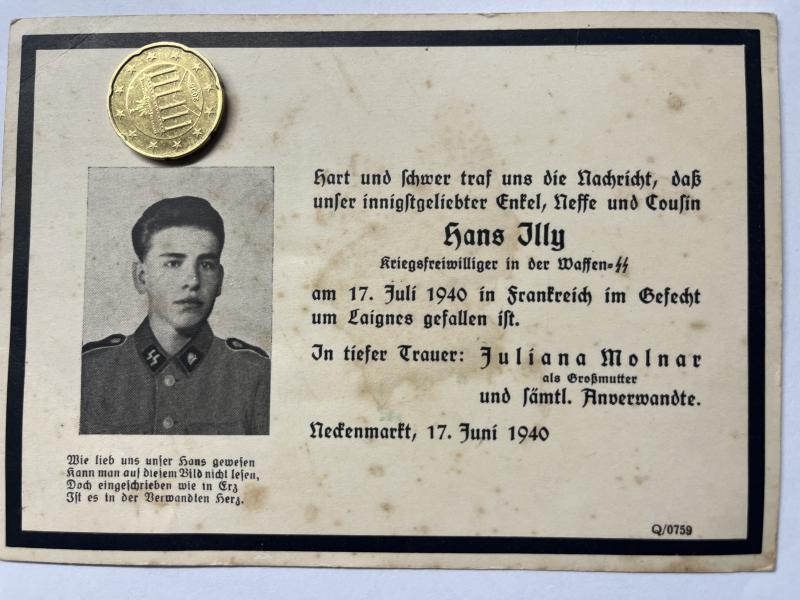 Hart und schwer traf uns die Nachricht, daß
unser innigstgeliebter Enkel, Neffe und Cousin
Hans Illy
Kriegsfreiwilliger in der Waffen-SS
am 17. Juli 1940 in Frankreich im Gefecht
um Laignes gefallen ist.
In tiefer Trauer: Juliana Molnar
als Großmutter
und sämtl. Anverwandte.
Neckenmarkt, 17. Juni 1940
Wie lieb uns unser Hans gewesen
Kann man auf diesem Bild nicht lesen,
Doch eingeschrieben wie in Erz
Ist es in der Verwandten Herz.
Q/0759